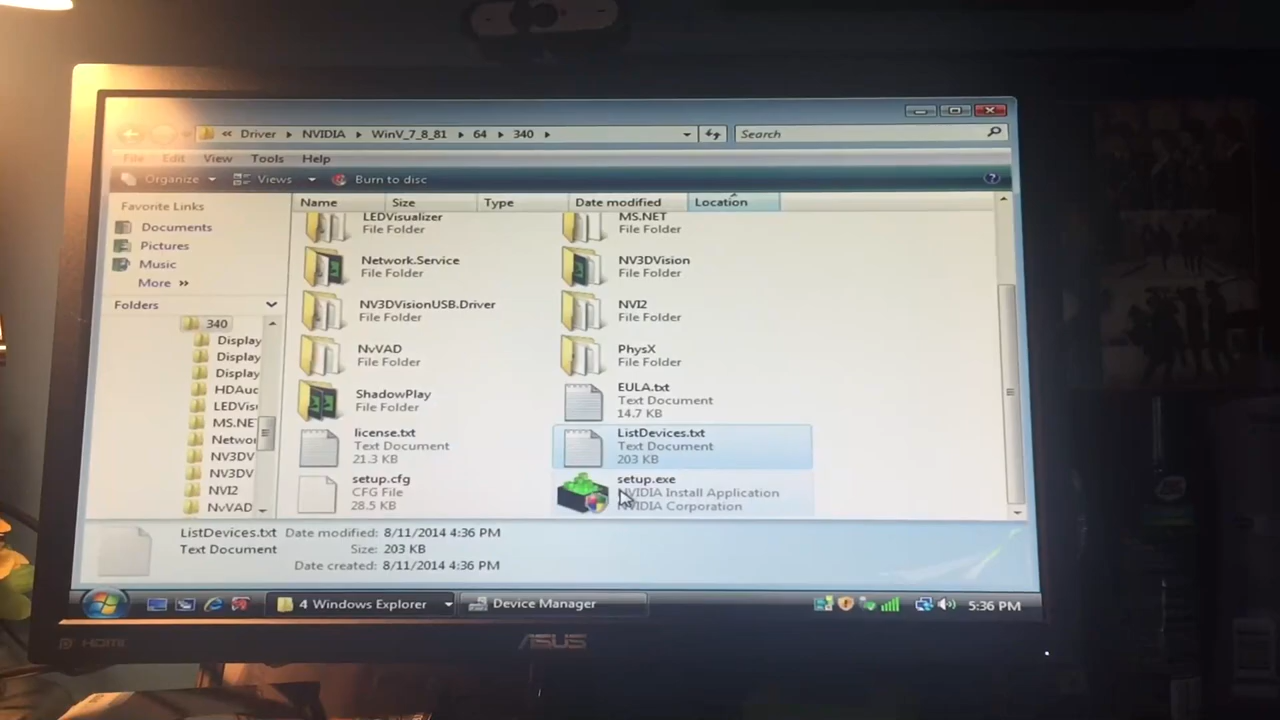 « Driver ▸ NVIDIA ▸ WinV_7_8_81 ▸ 64 ▸ 340 ▸
Search
File Edit View Tools Help
Organize Views Burn to disc
Favorite Links
Documents
Pictures
Music
More »
Folders
340
Display
Display
Display
HDAud
LEDVis
MS.NE
Networ
NV3DV
NV3DV
NVI2
NvVAD
Name Size Type Date modified Location
LEDVisualizer
File Folder
MS.NET
File Folder
Network.Service
File Folder
NV3DVision
File Folder
NV3DVisionUSB.Driver
File Folder
NVI2
File Folder
NvVAD
File Folder
PhysX
File Folder
ShadowPlay
File Folder
EULA.txt
Text Document
14.7 KB
license.txt
Text Document
21.3 KB
ListDevices.txt
Text Document
203 KB
setup.cfg
CFG File
28.5 KB
setup.exe
NVIDIA Install Application
NVIDIA Corporation
ListDevices.txt Date modified: 8/11/2014 4:36 PM
Text Document Size: 203 KB
Date created: 8/11/2014 4:36 PM
4 Windows Explorer
Device Manager
5:36 PM
HDMI
ASUS